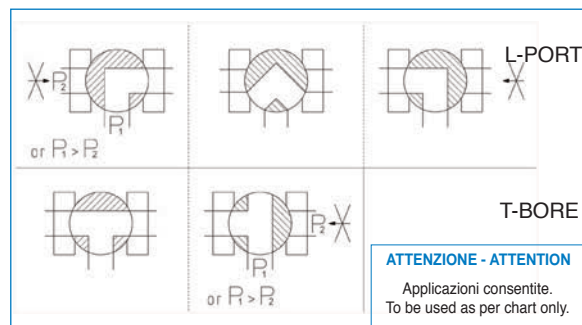 L-PORT
P₂
P₁
or P₁ > P₂
T-BORE
P₂
P₁
or P₁ > P₂
ATTENZIONE - ATTENTION
Applicazioni consentite.
To be used as per chart only.